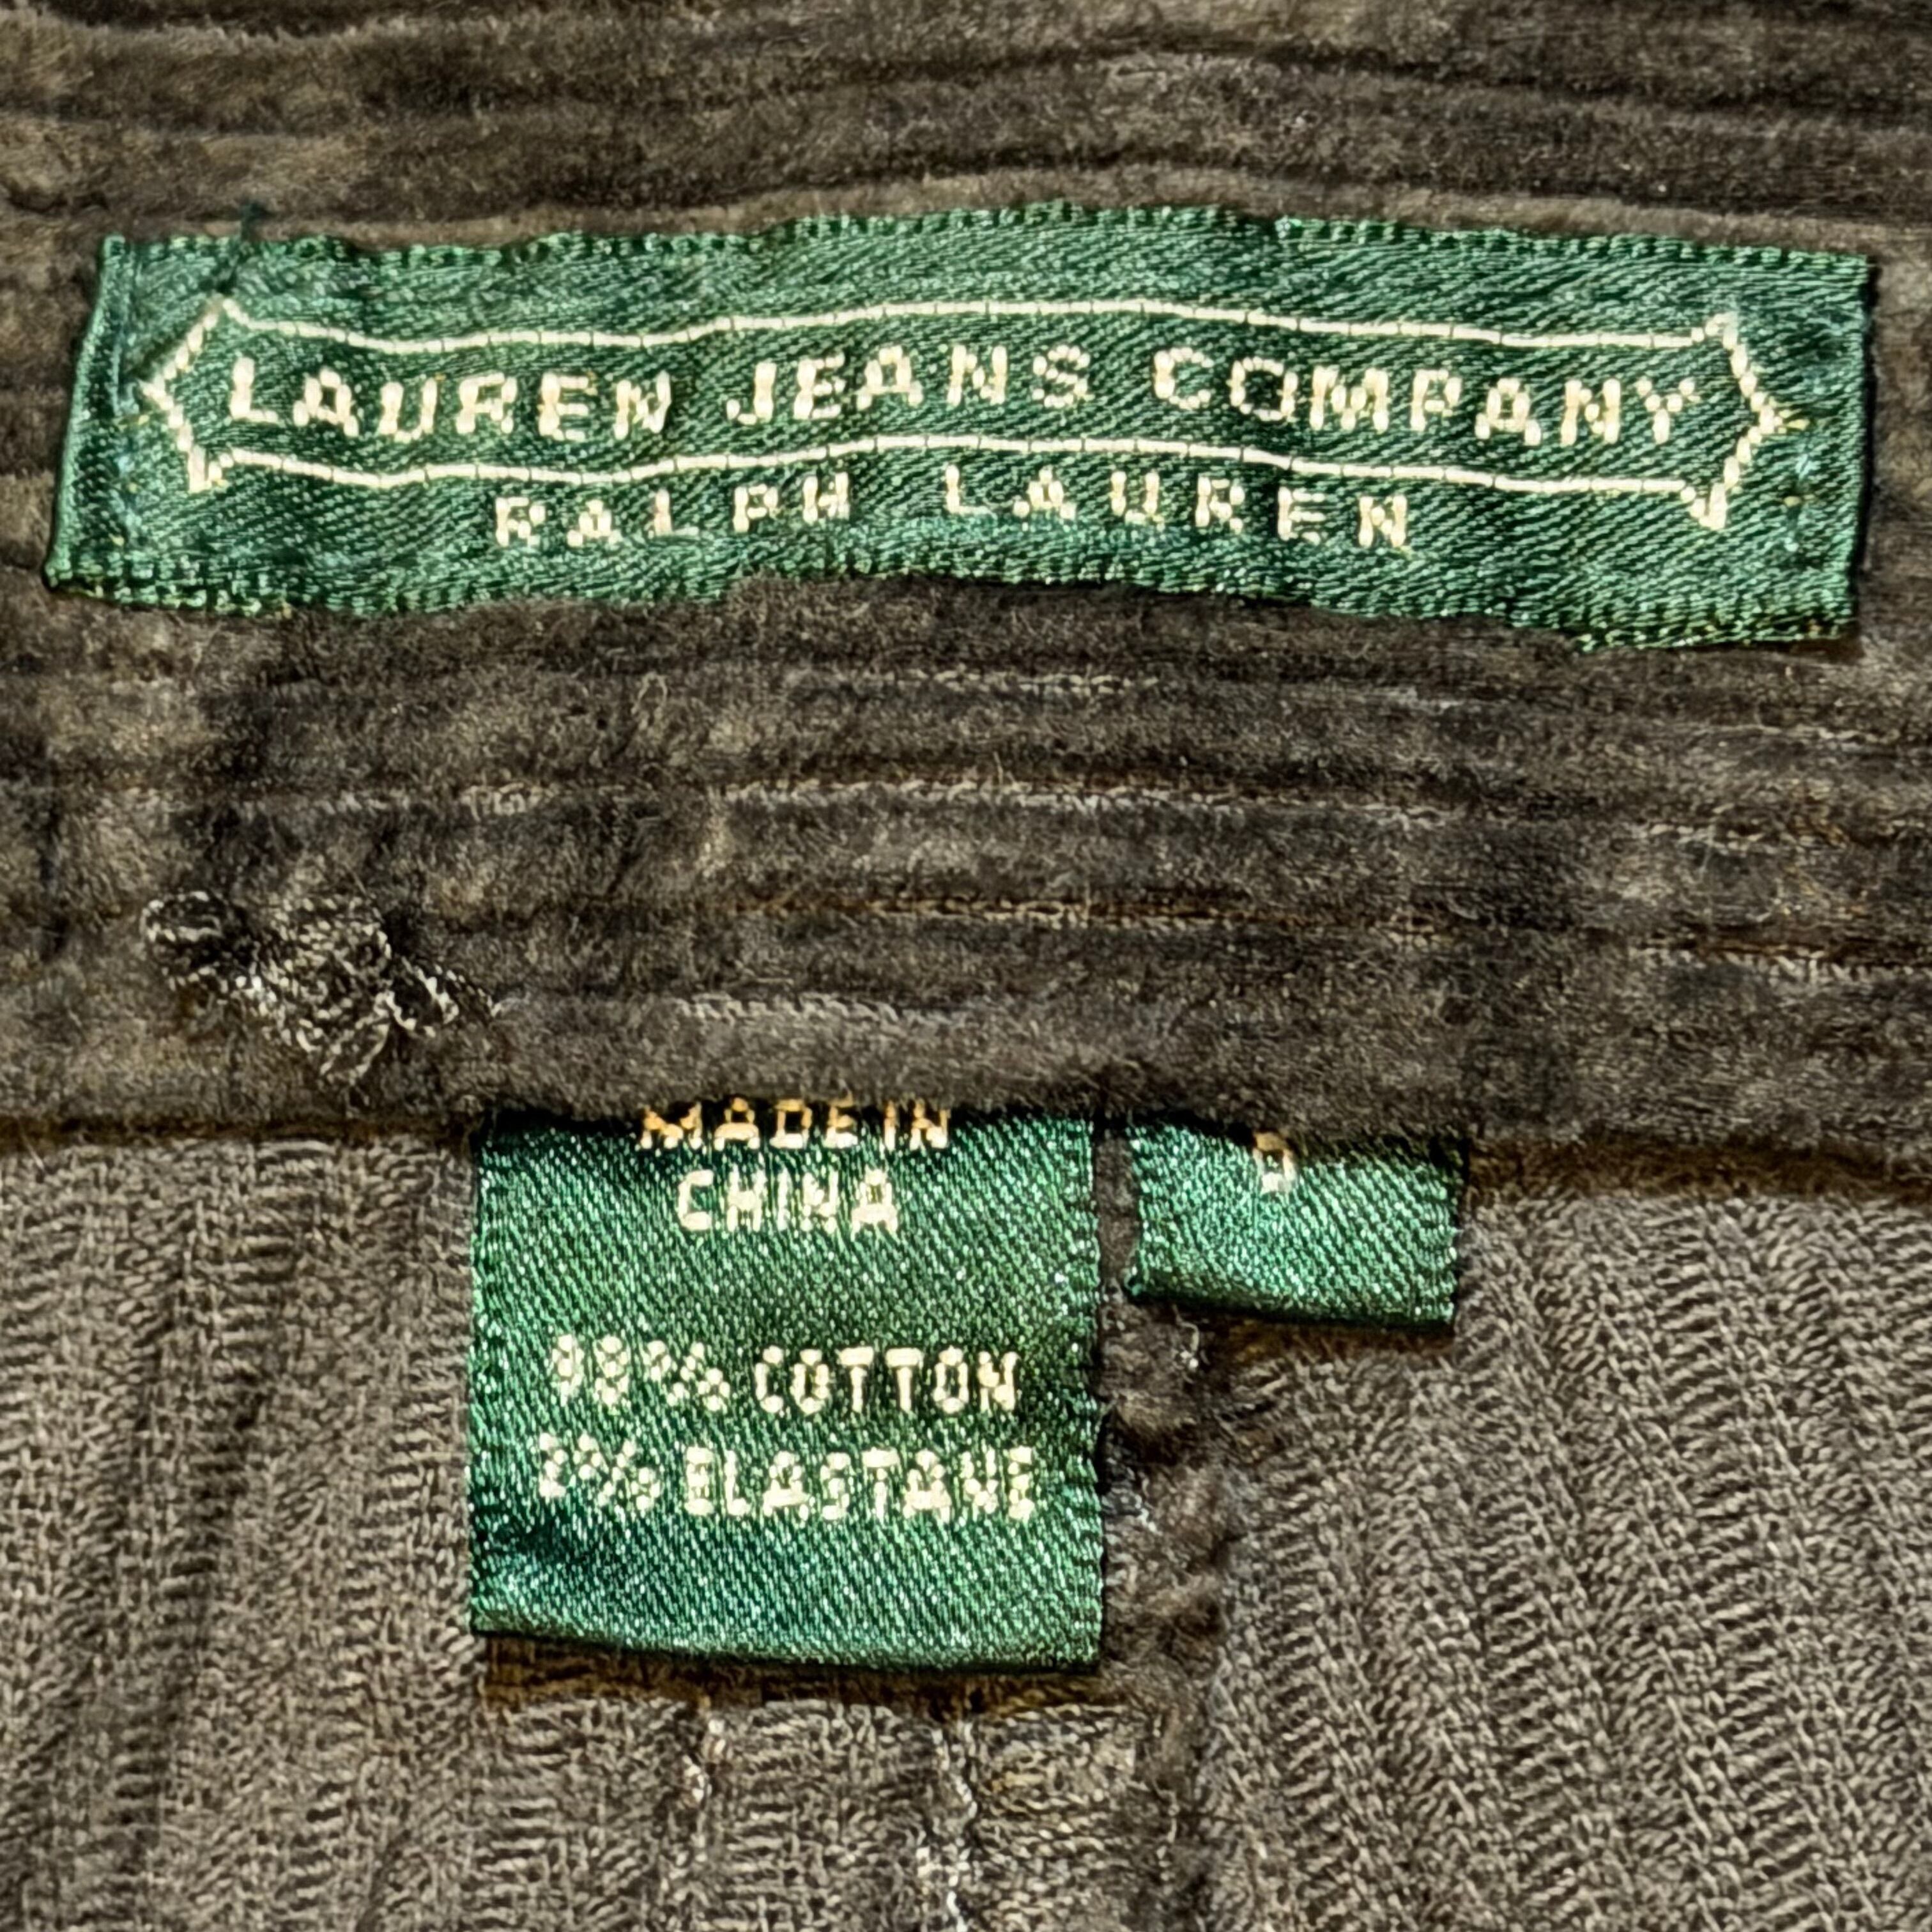 LAUREN JEANS COMPANY
RALPH LAUREN
MADE IN
CHINA
98% COTTON
2% ELASTANE